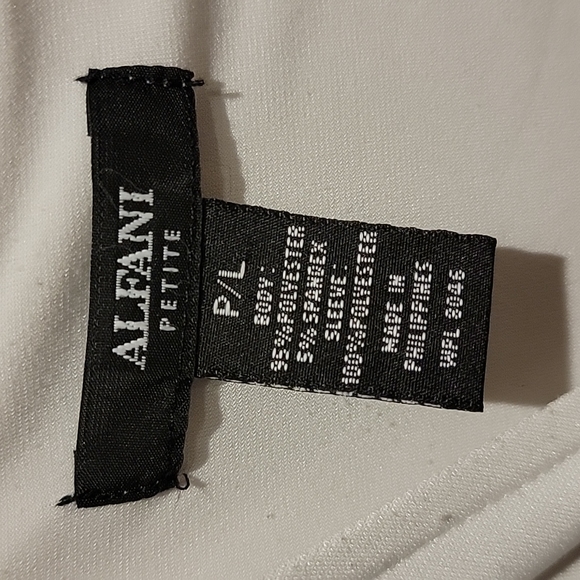 ALFANI
PETITE
P/L
BODY:
95%POLYESTER
5% SPANDEX
SLEEVE:
100%POLYESTER
MADE IN
PHILIPPINES
WPL 8046